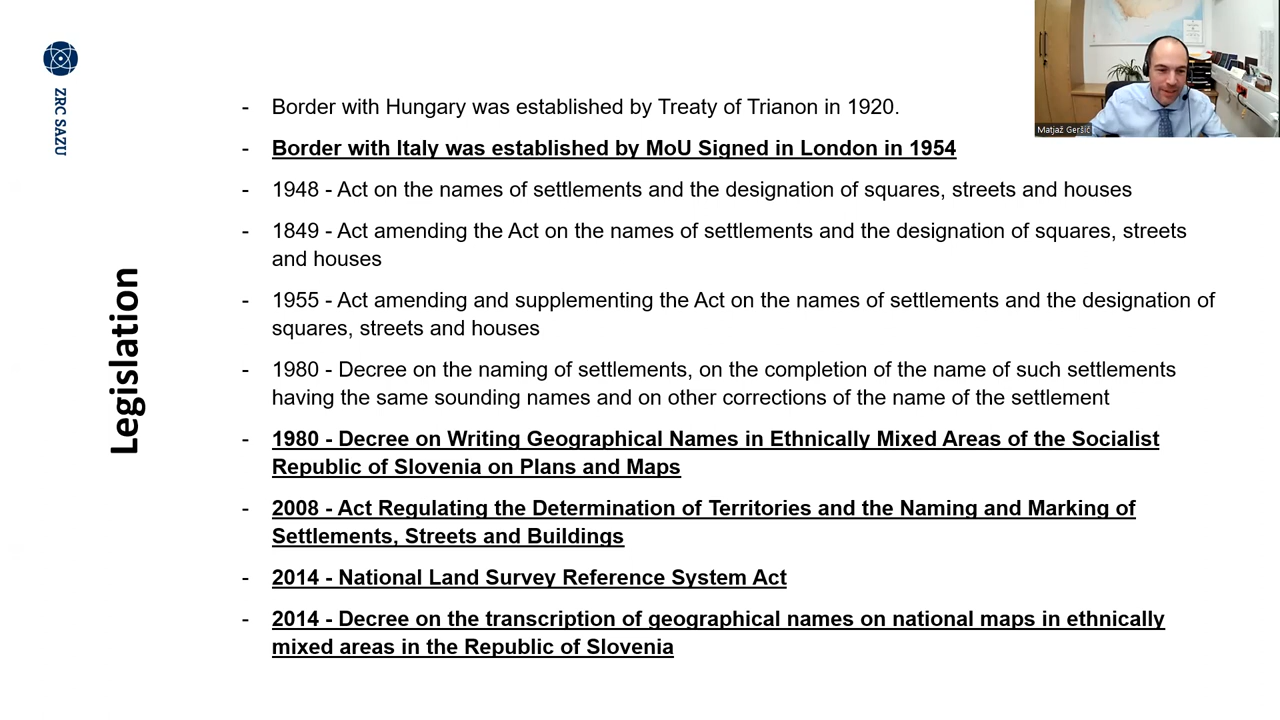 ZRC SAZU
Legislation
- Border with Hungary was established by Treaty of Trianon in 1920.
- Border with Italy was established by MoU Signed in London in 1954
- 1948 - Act on the names of settlements and the designation of squares, streets and houses
- 1849 - Act amending the Act on the names of settlements and the designation of squares, streets
and houses
- 1955 - Act amending and supplementing the Act on the names of settlements and the designation of
squares, streets and houses
- 1980 - Decree on the naming of settlements, on the completion of the name of such settlements
having the same sounding names and on other corrections of the name of the settlement
- 1980 - Decree on Writing Geographical Names in Ethnically Mixed Areas of the Socialist
Republic of Slovenia on Plans and Maps
- 2008 - Act Regulating the Determination of Territories and the Naming and Marking of
Settlements, Streets and Buildings
- 2014 - National Land Survey Reference System Act
- 2014 - Decree on the transcription of geographical names on national maps in ethnically
mixed areas in the Republic of Slovenia
Matjaž Geršič